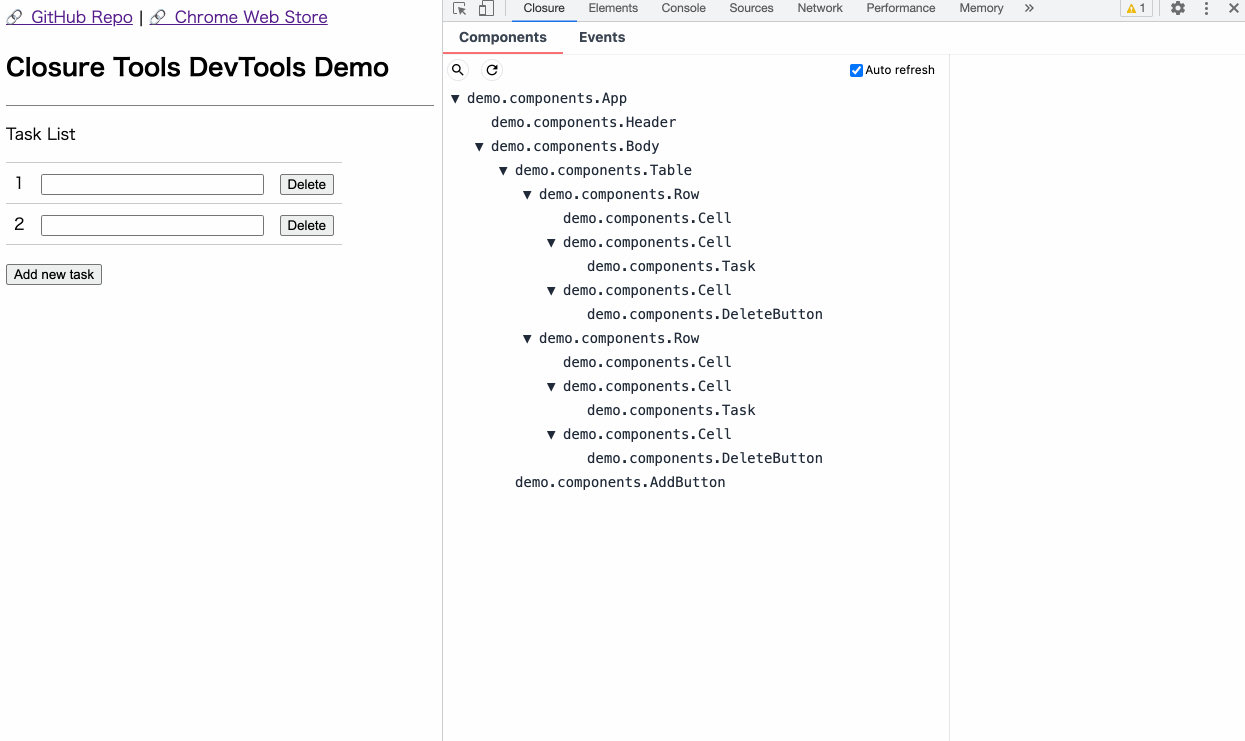 GitHub Repo | Chrome Web Store
Closure Tools DevTools Demo
Task List
1 Delete
2 Delete
Add new task
Closure Elements Console Sources Network Performance Memory » 1
Components Events
Auto refresh
▼ demo.components.App
demo.components.Header
▼ demo.components.Body
▼ demo.components.Table
▼ demo.components.Row
demo.components.Cell
▼ demo.components.Cell
demo.components.Task
▼ demo.components.Cell
demo.components.DeleteButton
▼ demo.components.Row
demo.components.Cell
▼ demo.components.Cell
demo.components.Task
▼ demo.components.Cell
demo.components.DeleteButton
demo.components.AddButton